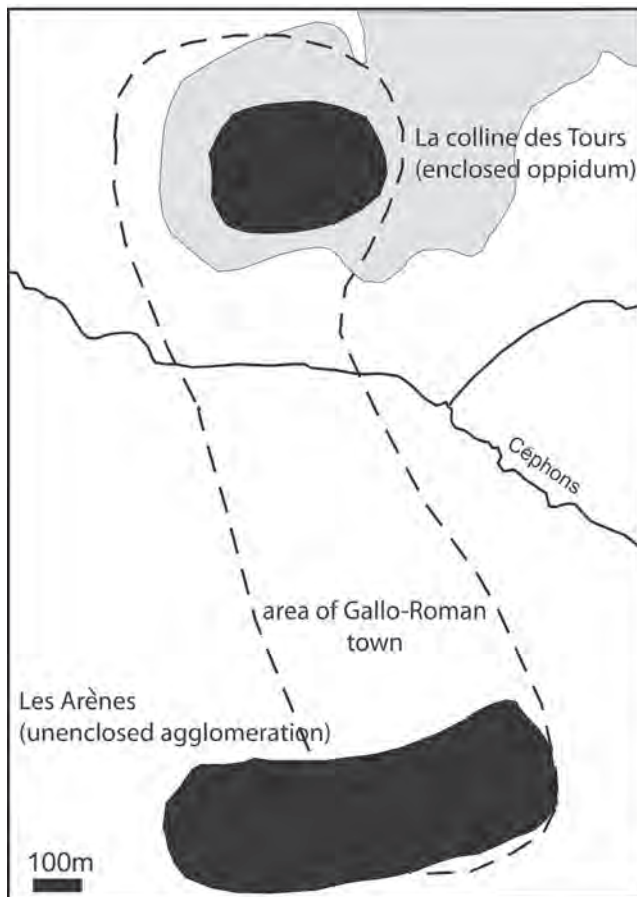 La colline des Tours
(enclosed oppidum)
Céphons
area of Gallo-Roman
town
Les Arènes
(unenclosed agglomeration)
100m